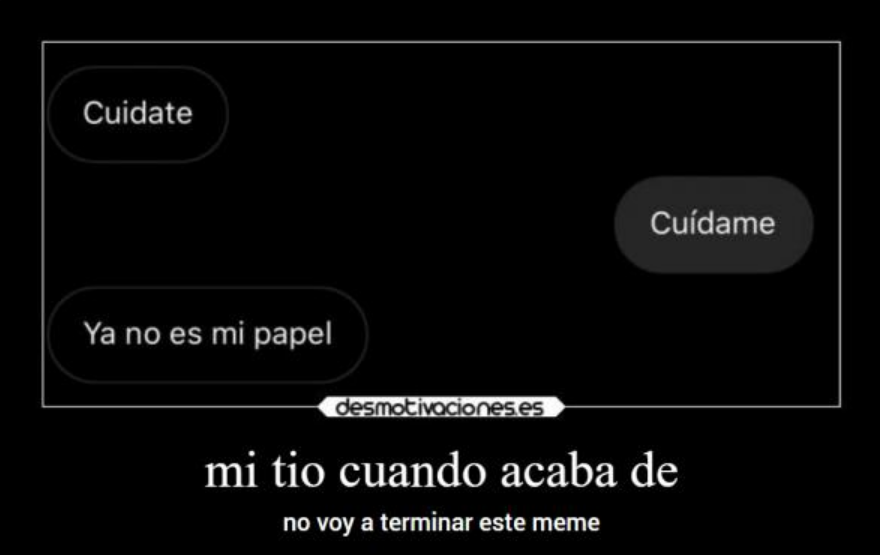 Cuidate
Cuídame
Ya no es mi papel
desmotivaciones.es
mi tio cuando acaba de
no voy a terminar este meme